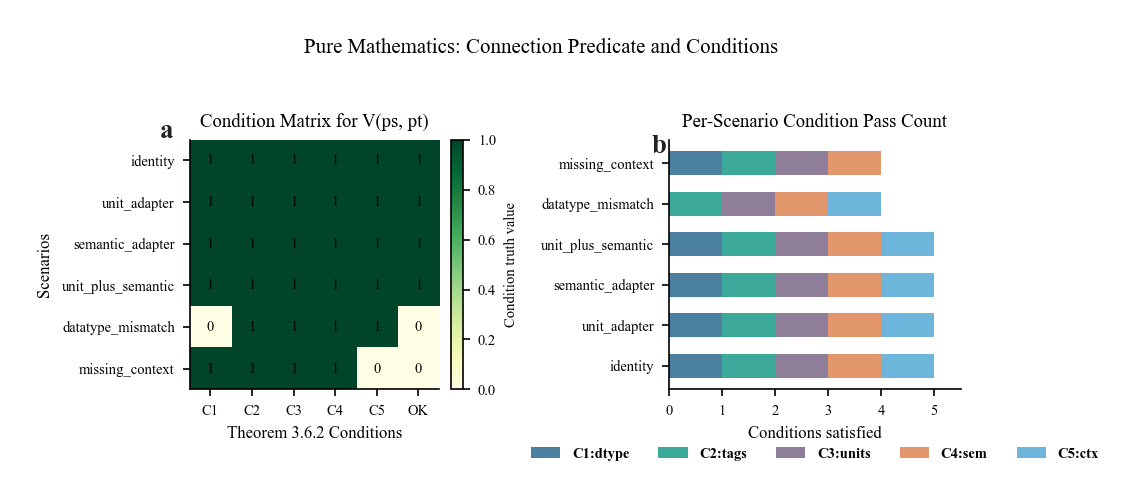 Pure Mathematics: Connection Predicate and Conditions
a
Condition Matrix for V(ps, pt)
Scenarios
identity 1 1 1 1 1 1
unit_adapter 1 1 1 1 1 1
semantic_adapter 1 1 1 1 1 1
unit_plus_semantic 1 1 1 1 1 1
datatype_mismatch 0 1 1 1 1 0
missing_context 1 1 1 1 0 0
C1 C2 C3 C4 C5 OK
Theorem 3.6.2 Conditions
1.0
0.8
0.6
0.4
0.2
0.0
Condition truth value
b
Per-Scenario Condition Pass Count
missing_context
datatype_mismatch
unit_plus_semantic
semantic_adapter
unit_adapter
identity
0 1 2 3 4 5
Conditions satisfied
C1:dtype C2:tags C3:units C4:sem C5:ctx